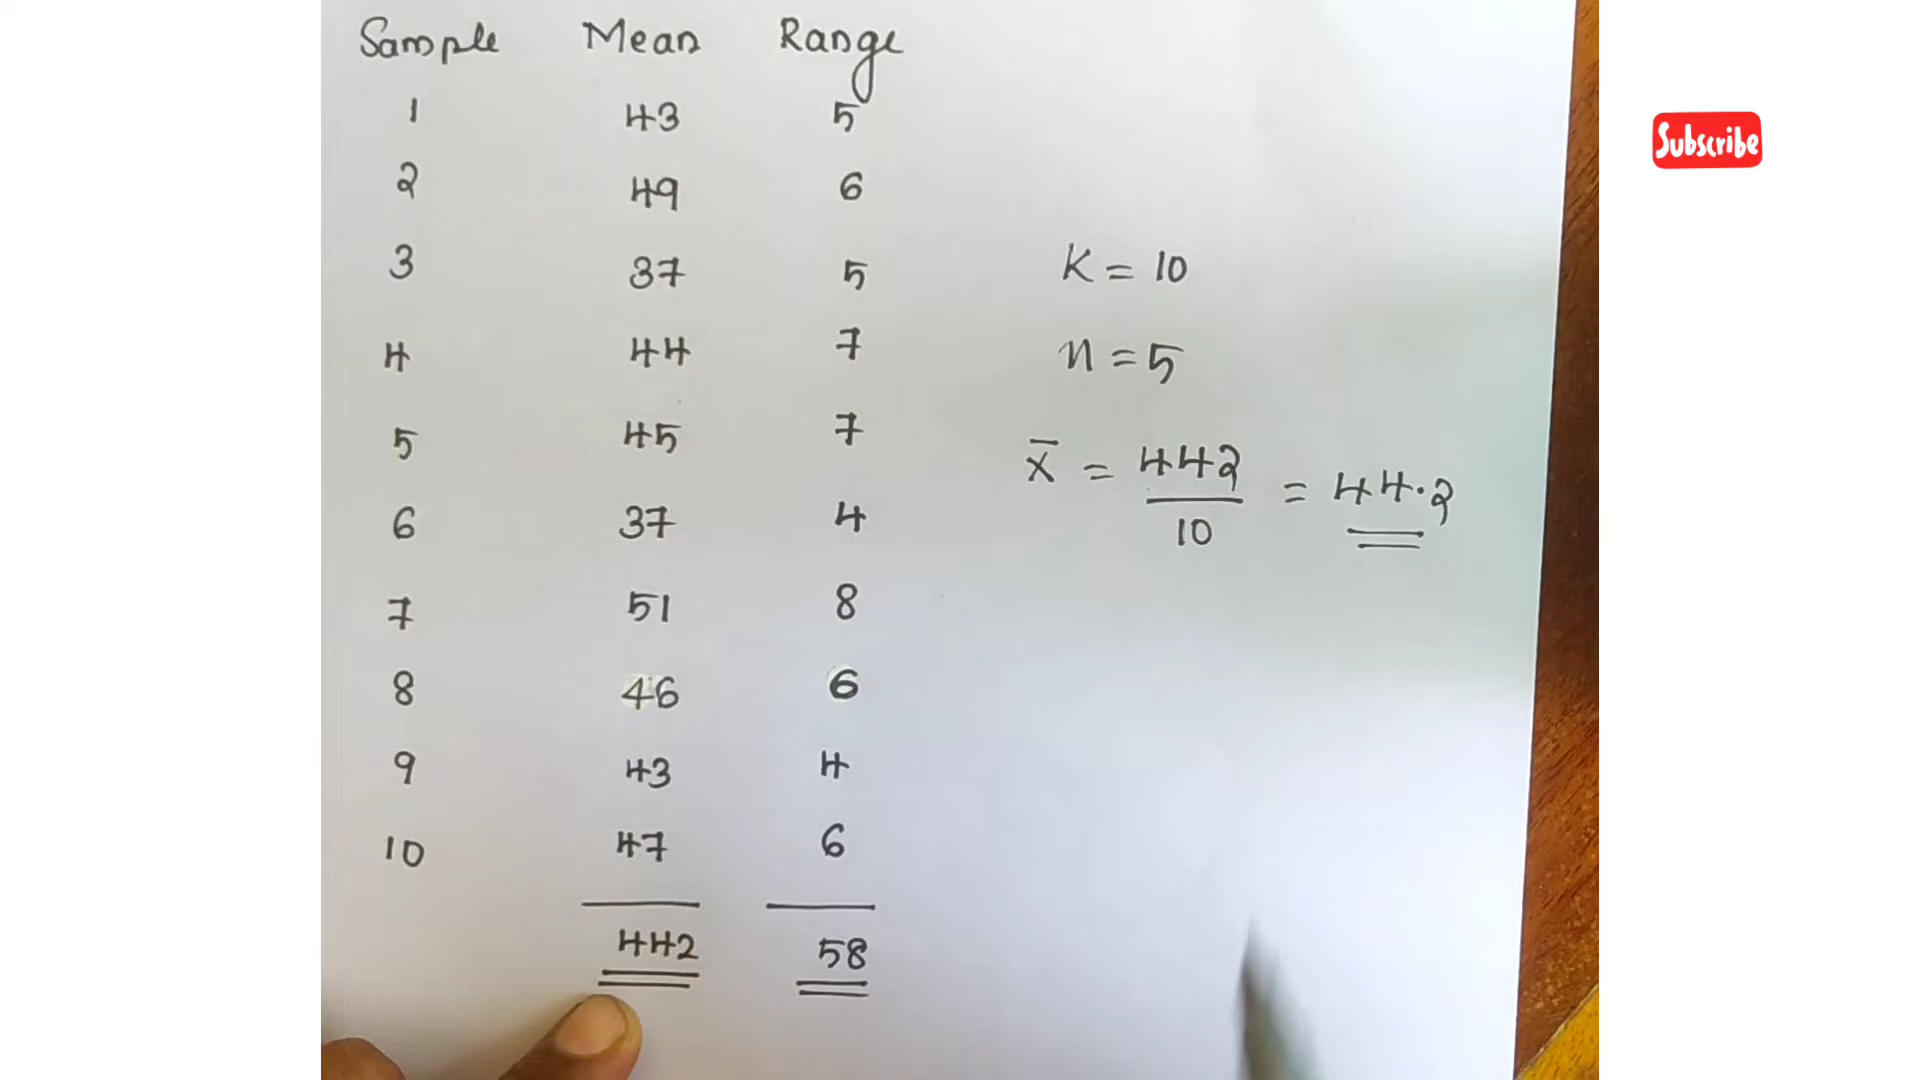 Sample Mean Range
1 43 5
2 49 6
3 37 5
4 44 7
5 45 7
6 37 4
7 51 8
8 46 6
9 43 4
10 47 6
442 58
K = 10
n = 5
x̄ = 442/10 = 44.2
Subscribe